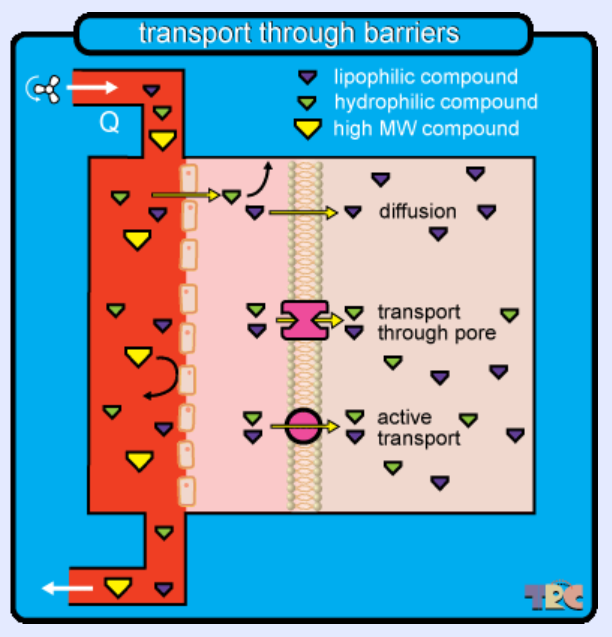 transport through barriers
lipophilic compound
hydrophilic compound
high MW compound
Q
diffusion
transport
through pore
active
transport
TRC